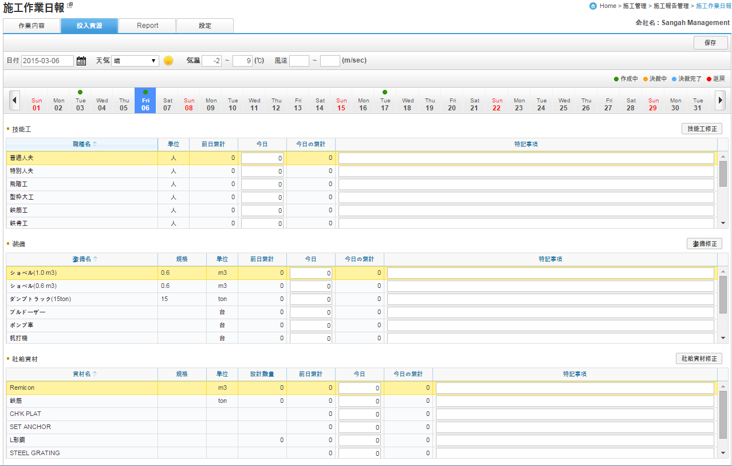 施工作業日報
Home > 施工管理 > 施工報告管理 > 施工作業日報
作業内容 投入資源 Report 設定
会社名 : Sangah Management
保存
日付 2015-03-06 天気 晴 気温 -2 ~ 9 (℃) 風速 ~ (m/sec)
作成中 決裁中 決裁完了 返戻
Sun Mon Tue Wed Thu Fri Sat Sun Mon Tue Wed Thu Fri Sat Sun Mon Tue Wed Thu Fri Sat Sun Mon Tue Wed Thu Fri Sat Sun Mon Tue
01 02 03 04 05 06 07 08 09 10 11 12 13 14 15 16 17 18 19 20 21 22 23 24 25 26 27 28 29 30 31
技能工 技能工修正
職種名 単位 前日累計 今日 今日の累計 特記事項
普通人夫 人 0 0 0
特別人夫 人 0 0 0
飛階工 人 0 0 0
型枠大工 人 0 0 0
鉄筋工 人 0 0 0
鉄骨工 人 0 0 0
装備 装備修正
装備名 規格 単位 前日累計 今日 今日の累計 特記事項
ショベル(1.0 m3) 0.6 m3 0 0 0
ショベル(0.6 m3) 0.6 m3 0 0 0
ダンプトラック(15ton) 15 ton 0 0 0
ブルドーザー 台 0 0 0
ポンプ車 台 0 0 0
杭打機 台 0 0 0
社給資材 社給資材修正
資材名 規格 単位 設計数量 前日累計 今日 今日の累計 特記事項
Remicon m3 0 0 0 0
鉄筋 ton 0 0 0 0
CH'K PLAT 0 0 0
SET ANCHOR 0 0 0
L形鋼 0 0 0 0
STEEL GRATING 0 0 0